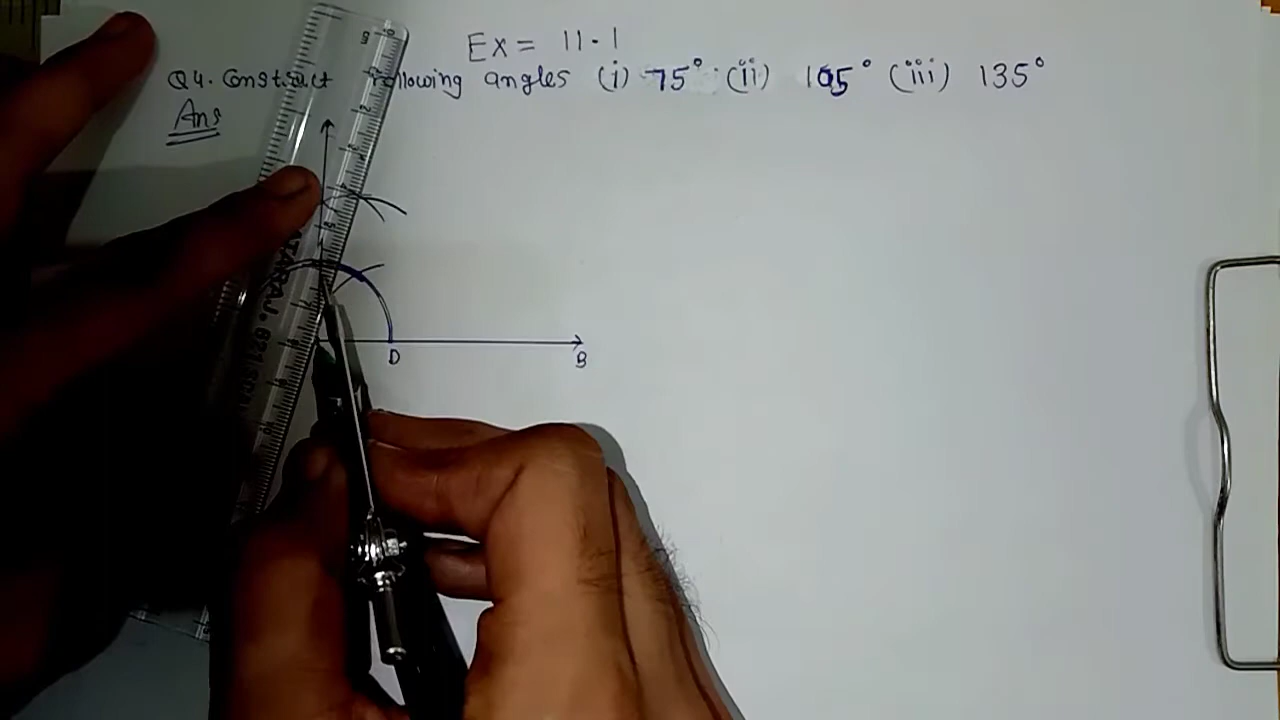 Ex = 11.1
Q4. Construct following angles (i) 75° (ii) 105° (iii) 135°
Ans
D
B